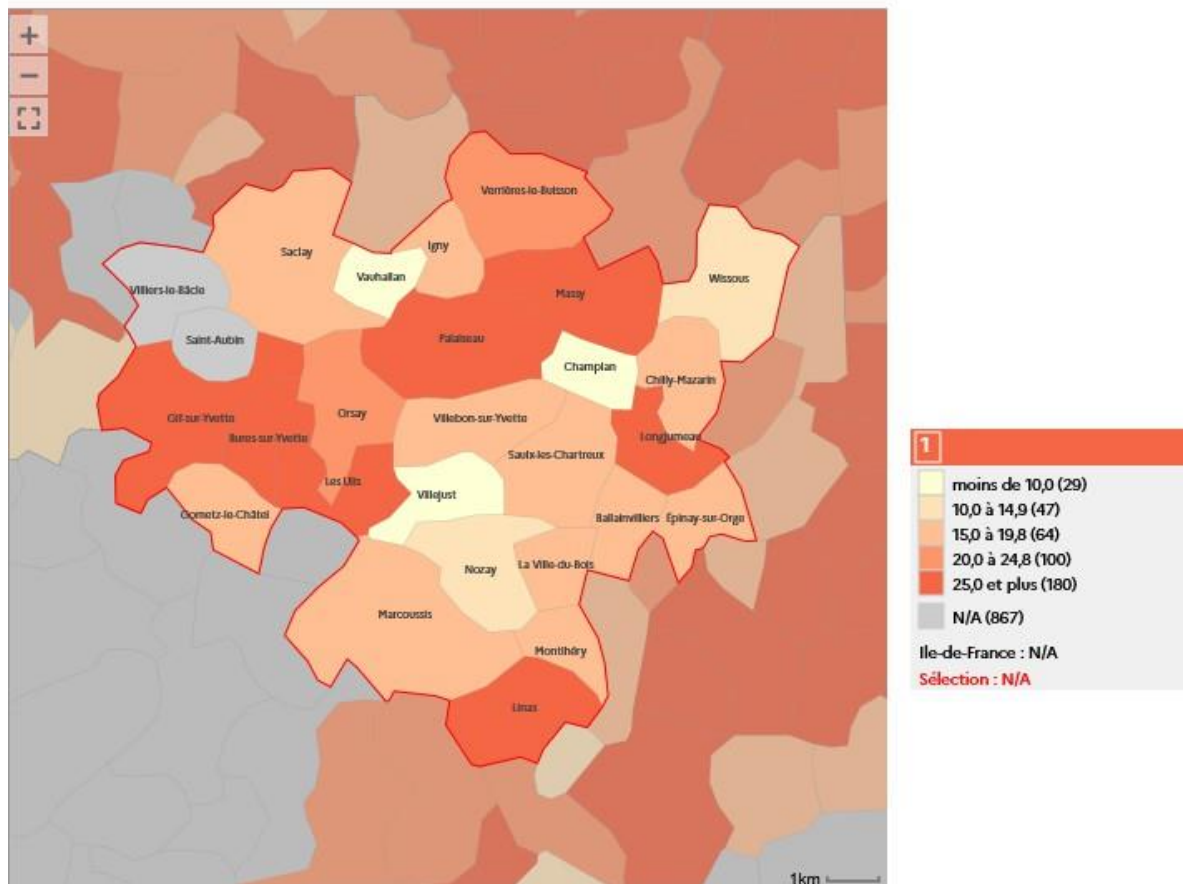 +
−
Verrières-le-Buisson
Igny
Saclay
Vauhallan
Wissous
Villiers-le-Bâcle
Massy
Saint-Aubin
Palaiseau
Champlan
Chilly-Mazarin
Gif-sur-Yvette
Orsay
Villebon-sur-Yvette
Bures-sur-Yvette
Longjumeau
Saulx-les-Chartreux
Les Ulis
Villejust
Gometz-le-Châtel
Ballainvilliers
Épinay-sur-Orge
Nozay
La Ville-du-Bois
Marcoussis
Montlhéry
Linas
1km
1
moins de 10,0 (29)
10,0 à 14,9 (47)
15,0 à 19,8 (64)
20,0 à 24,8 (100)
25,0 et plus (180)
N/A (867)
Ile-de-France : N/A
Sélection : N/A